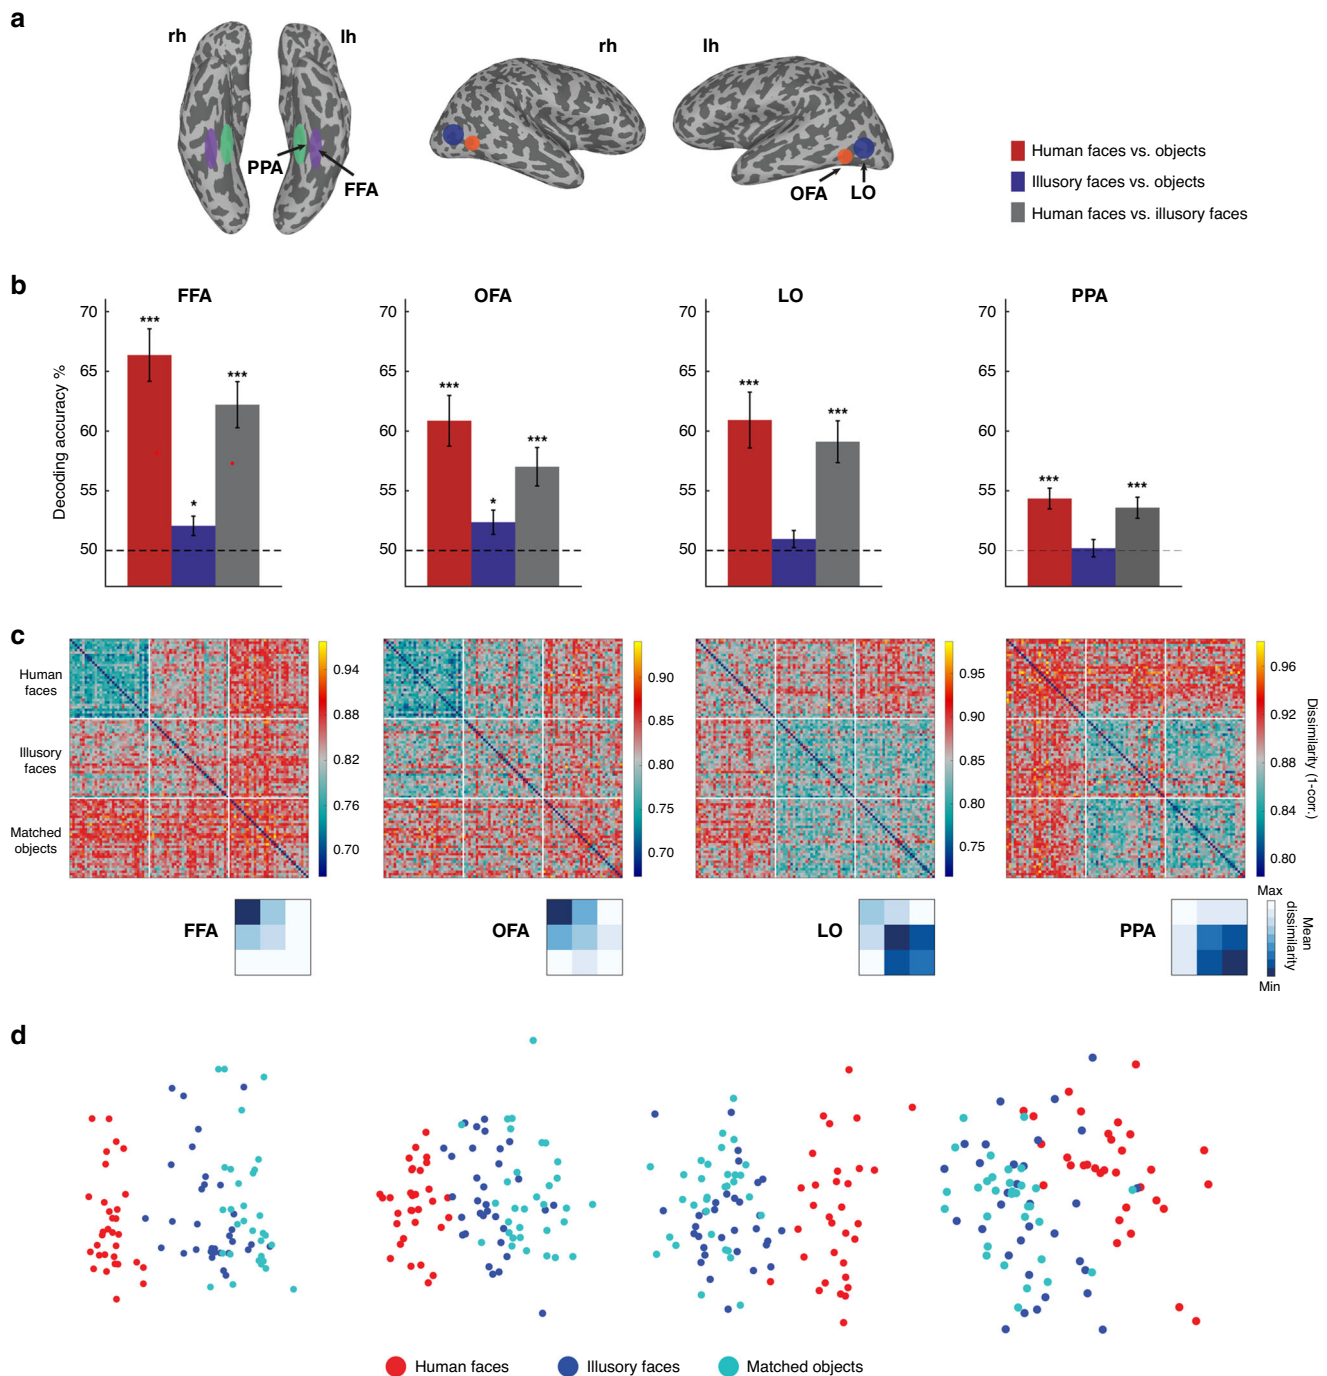 a
rh
lh
rh
lh
PPA
FFA
OFA
LO
Human faces vs. objects
Illusory faces vs. objects
Human faces vs. illusory faces
b
FFA
OFA
LO
PPA
Decoding accuracy %
70
65
60
55
50
***
*
***
70
65
60
55
50
***
*
***
70
65
60
55
50
***
***
70
65
60
55
50
***
***
c
Human
faces
Illusory
faces
Matched
objects
0.94
0.88
0.82
0.76
0.70
0.90
0.85
0.80
0.75
0.70
0.95
0.90
0.85
0.80
0.75
0.96
0.92
0.88
0.84
0.80
Dissimilarity (1-corr.)
FFA
OFA
LO
PPA
Max
Mean
dissimilarity
Min
d
Human faces
Illusory faces
Matched objects